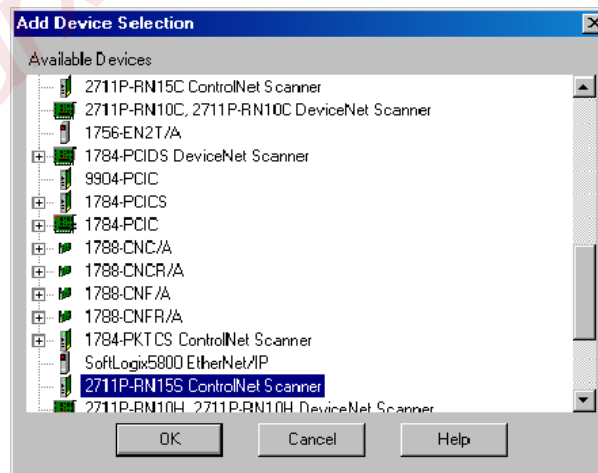 Add Device Selection
Available Devices
2711P-RN15C ControlNet Scanner
2711P-RN10C, 2711P-RN10C DeviceNet Scanner
1756-EN2T/A
1784-PCIDS DeviceNet Scanner
9904-PCIC
1784-PCICS
1784-PCIC
1788-CNC/A
1788-CNCR/A
1788-CNF/A
1788-CNFR/A
1784-PKTCS ControlNet Scanner
SoftLogix5800 EtherNet/IP
2711P-RN15S ControlNet Scanner
2711P-RN10H, 2711P-RN10H DeviceNet Scanner
OK Cancel Help